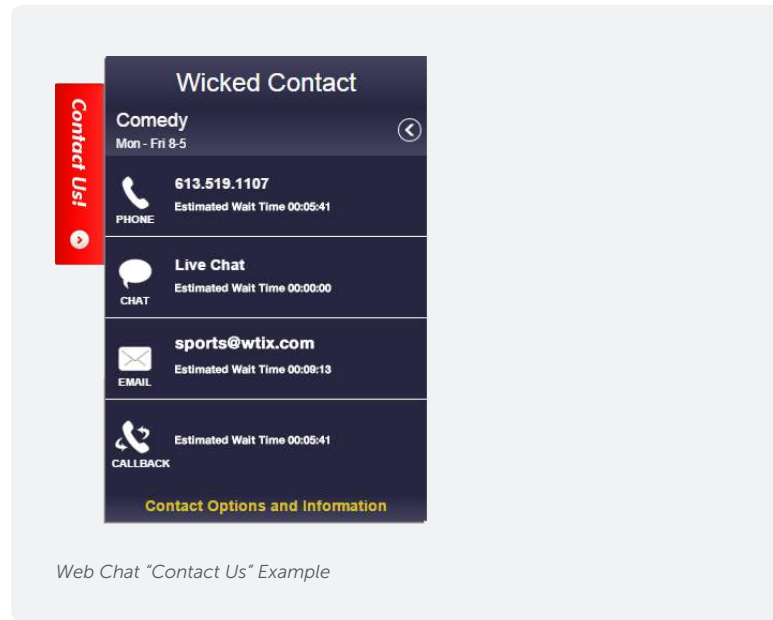 Wicked Contact
Contact Us!
Comedy
Mon - Fri 8-5
613.519.1107
Estimated Wait Time 00:05:41
PHONE
Live Chat
Estimated Wait Time 00:00:00
CHAT
sports@wtix.com
Estimated Wait Time 00:09:13
EMAIL
Estimated Wait Time 00:05:41
CALLBACK
Contact Options and Information
Web Chat “Contact Us” Example